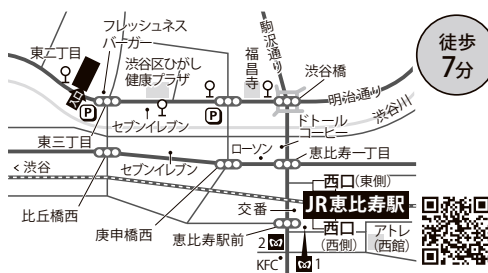 フレッシュネス
バーガー
東二丁目
渋谷区ひがし
健康プラザ
福昌寺
駒沢通り
渋谷橋
徒歩
7分
入口
P
P
セブンイレブン
明治通り
渋谷川
ドトール
コーヒー
東三丁目
セブンイレブン
ローソン
恵比寿一丁目
< 渋谷
西口(東側)
JR恵比寿駅
比丘橋西
庚申橋西
交番
恵比寿駅前
西口
(西側)
アトレ
(西館)
2
KFC
1